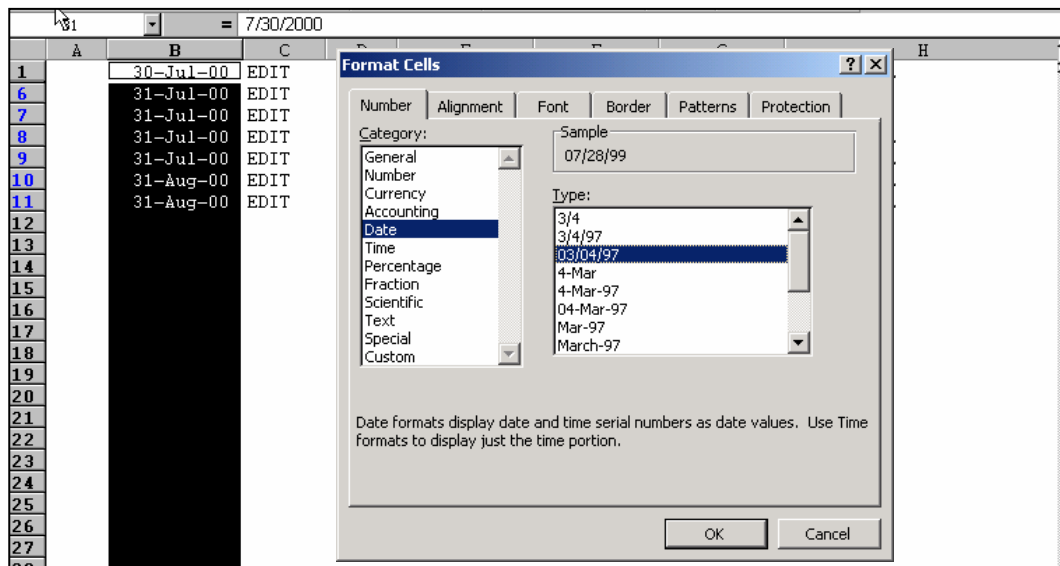 B1 = 7/30/2000
A B C H
1 30-Jul-00 EDIT
6 31-Jul-00 EDIT
7 31-Jul-00 EDIT
8 31-Jul-00 EDIT
9 31-Jul-00 EDIT
10 31-Aug-00 EDIT
11 31-Aug-00 EDIT
12
13
14
15
16
17
18
19
20
21
22
23
24
25
26
27
Format Cells
Number Alignment Font Border Patterns Protection
Category:
General
Number
Currency
Accounting
Date
Time
Percentage
Fraction
Scientific
Text
Special
Custom
Sample
07/28/99
Type:
3/4
3/4/97
03/04/97
4-Mar
4-Mar-97
04-Mar-97
Mar-97
March-97
Date formats display date and time serial numbers as date values. Use Time
formats to display just the time portion.
OK Cancel